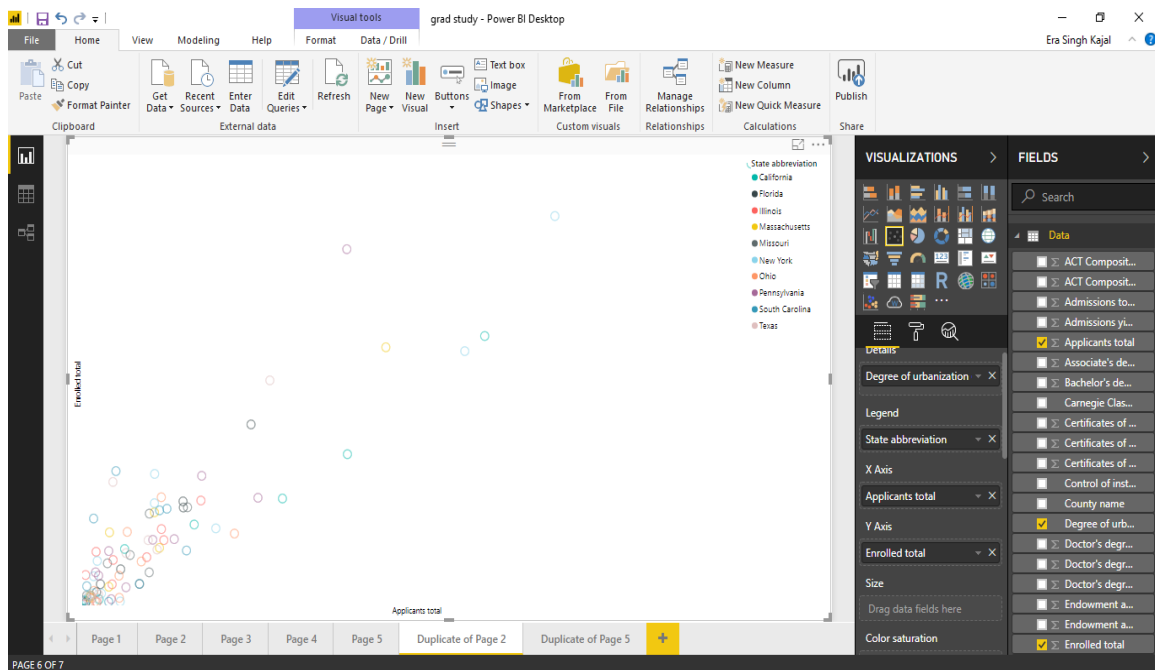 Visual tools
grad study - Power BI Desktop
File Home View Modeling Help Format Data / Drill
Era Singh Kajal
Paste
Cut
Copy
Format Painter
Clipboard
Get Data
Recent Sources
Enter Data
Edit Queries
External data
Refresh
New Page
New Visual
Buttons
Text box
Image
Shapes
Insert
From Marketplace
From File
Custom visuals
Manage Relationships
Relationships
New Measure
New Column
New Quick Measure
Calculations
Publish
Share
State abbreviation
California
Florida
Illinois
Massachusetts
Missouri
New York
Ohio
Pennsylvania
South Carolina
Texas
Enrolled total
Applicants total
VISUALIZATIONS
Details
Degree of urbanization
Legend
State abbreviation
X Axis
Applicants total
Y Axis
Enrolled total
Size
Drag data fields here
Color saturation
FIELDS
Search
Data
ACT Composit...
ACT Composit...
Admissions to...
Admissions yi...
Applicants total
Associate's de...
Bachelor's de...
Carnegie Clas...
Certificates of ...
Certificates of ...
Certificates of ...
Control of inst...
County name
Degree of urb...
Doctor's degr...
Doctor's degr...
Doctor's degr...
Endowment a...
Endowment a...
Enrolled total
Page 1 Page 2 Page 3 Page 4 Page 5 Duplicate of Page 2 Duplicate of Page 5 +
PAGE 6 OF 7